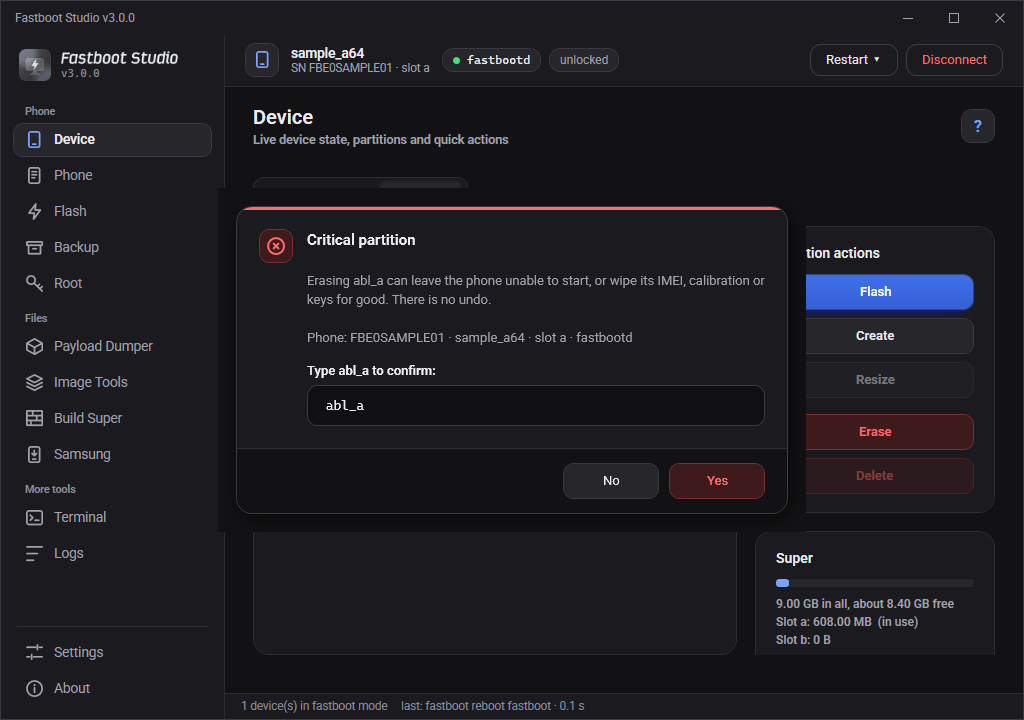 Fastboot Studio v3.0.0
Fastboot Studio
v3.0.0
Phone
Device
Phone
Flash
Backup
Root
Files
Payload Dumper
Image Tools
Build Super
Samsung
More tools
Terminal
Logs
Settings
About
sample_a64
SN FBE0SAMPLE01 · slot a
fastbootd
unlocked
Restart ▾
Disconnect
Device
Live device state, partitions and quick actions
?
Critical partition
Erasing abl_a can leave the phone unable to start, or wipe its IMEI, calibration or
keys for good. There is no undo.
Phone: FBE0SAMPLE01 · sample_a64 · slot a · fastbootd
Type abl_a to confirm:
abl_a
No
Yes
tion actions
Flash
Create
Resize
Erase
Delete
Super
9.00 GB in all, about 8.40 GB free
Slot a: 608.00 MB (in use)
Slot b: 0 B
1 device(s) in fastboot mode last: fastboot reboot fastboot · 0.1 s